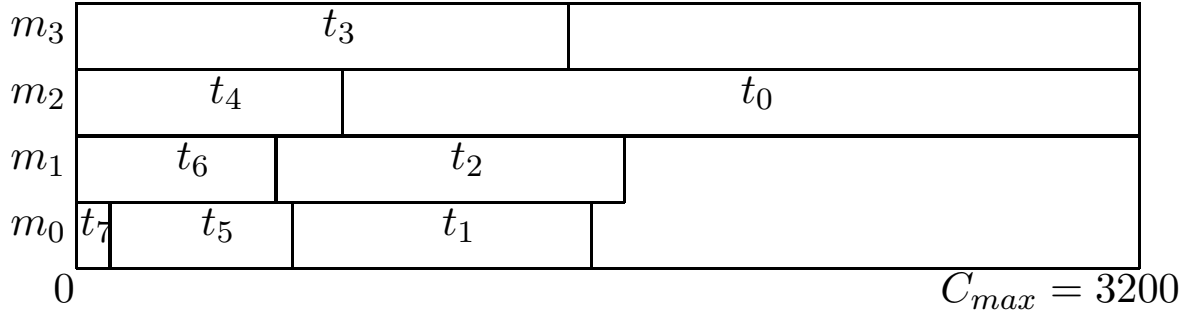 m₃ t₃
m₂ t₄ t₀
m₁ t₆ t₂
m₀ t₇ t₅ t₁
0 Cₘₐₓ = 3200